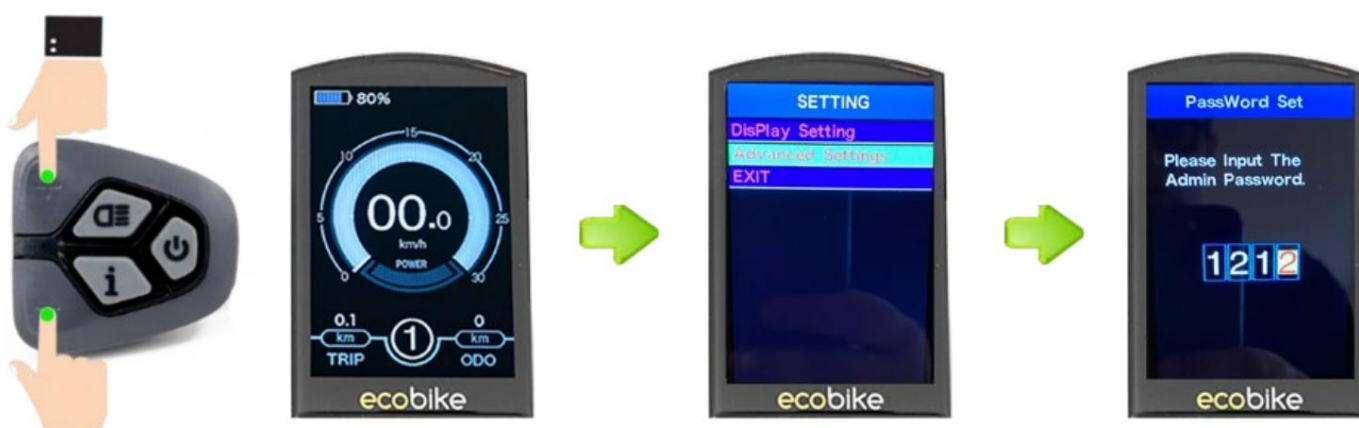 80%
15
10
20
5
25
0
30
00.0
km/h
POWER
0.1
km
TRIP
1
0
km
ODO
ecobike
SETTING
DisPlay Setting
Advanced Settings
EXIT
ecobike
PassWord Set
Please Input The
Admin Password.
1212
ecobike
i